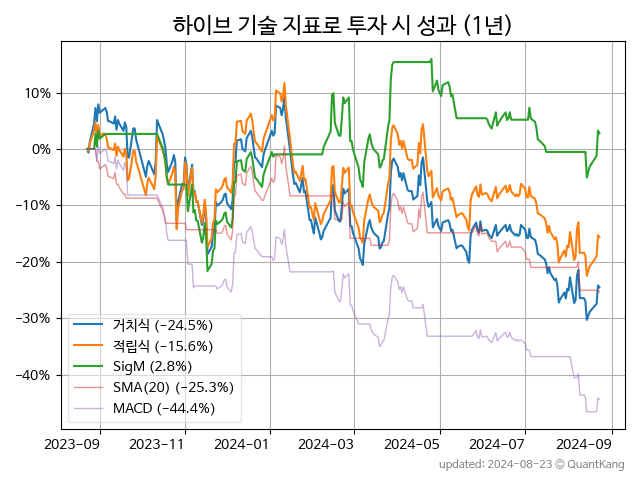 하이브 기술 지표로 투자 시 성과 (1년)
10%
0%
−10%
−20%
−30%
−40%
거치식 (−24.5%)
적립식 (−15.6%)
SigM (2.8%)
SMA(20) (−25.3%)
MACD (−44.4%)
2023-09 2023-11 2024-01 2024-03 2024-05 2024-07 2024-09
updated: 2024-08-23 © QuantKang